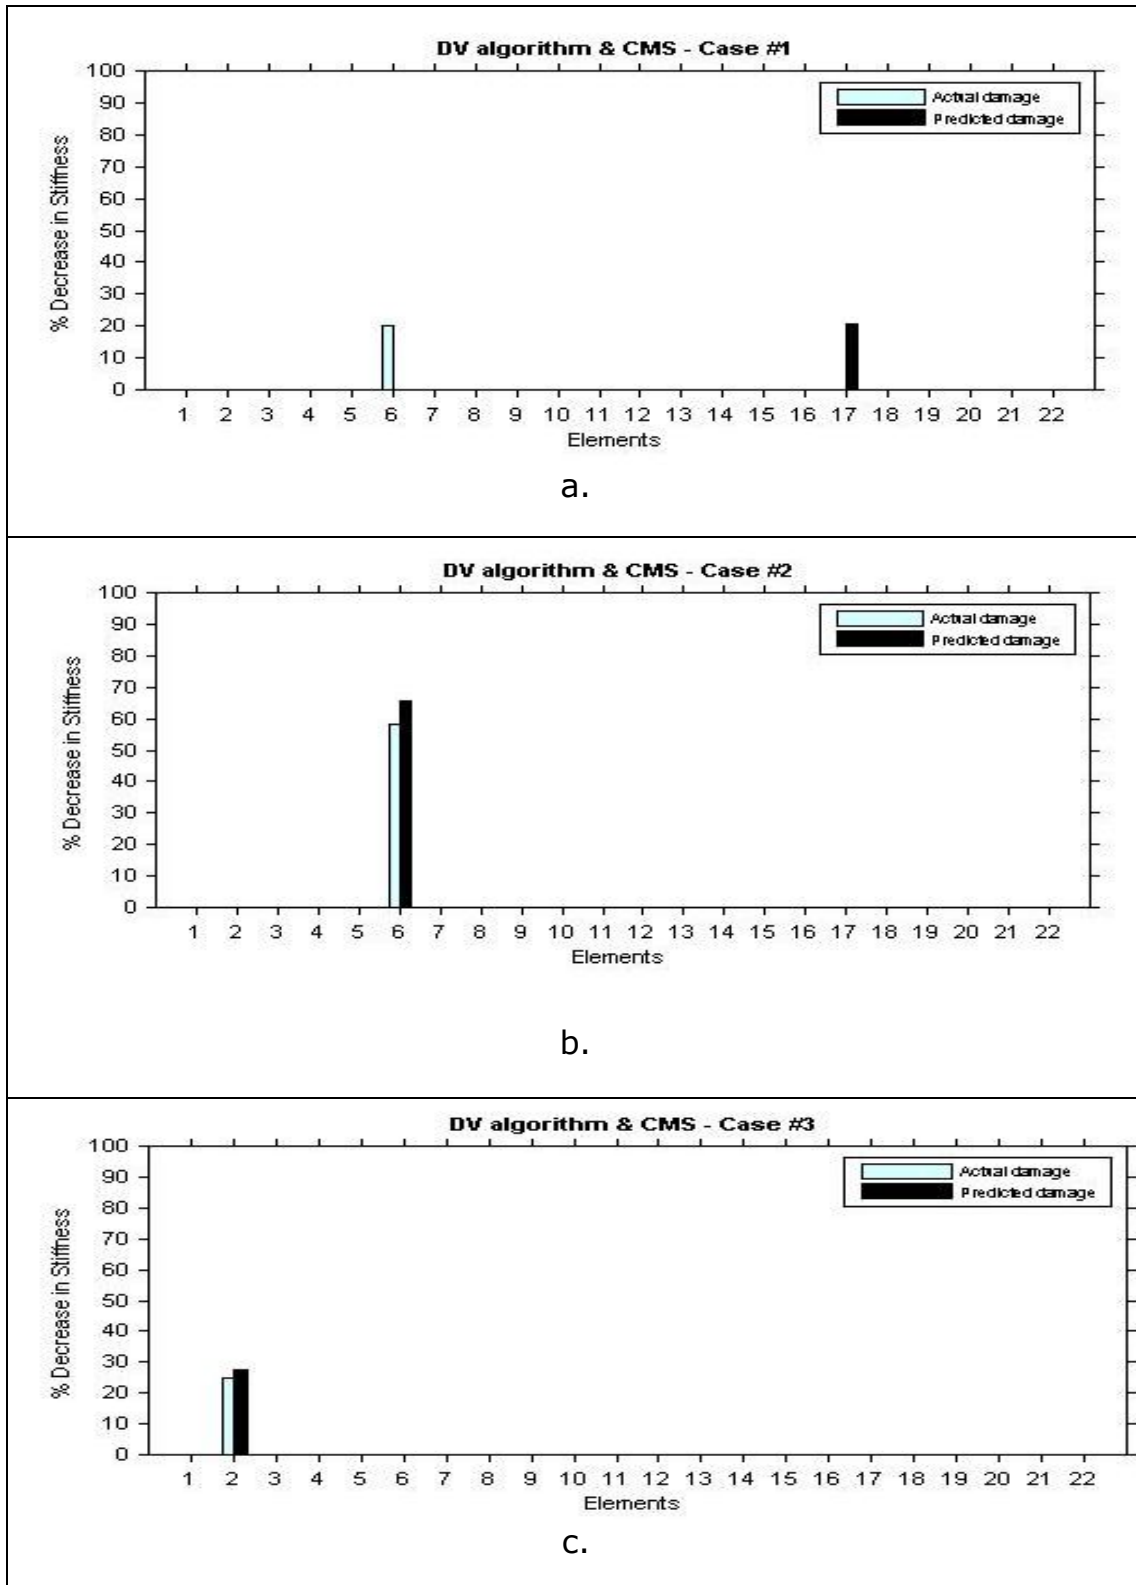 DV algorithm & CMS - Case #1
100
90
80
70
60
50
40
30
20
10
0
% Decrease in Stiffness
Actual damage
Predicted damage
1 2 3 4 5 6 7 8 9 10 11 12 13 14 15 16 17 18 19 20 21 22
Elements
a.
DV algorithm & CMS - Case #2
100
90
80
70
60
50
40
30
20
10
0
% Decrease in Stiffness
Actual damage
Predicted damage
1 2 3 4 5 6 7 8 9 10 11 12 13 14 15 16 17 18 19 20 21 22
Elements
b.
DV algorithm & CMS - Case #3
100
90
80
70
60
50
40
30
20
10
0
% Decrease in Stiffness
Actual damage
Predicted damage
1 2 3 4 5 6 7 8 9 10 11 12 13 14 15 16 17 18 19 20 21 22
Elements
c.